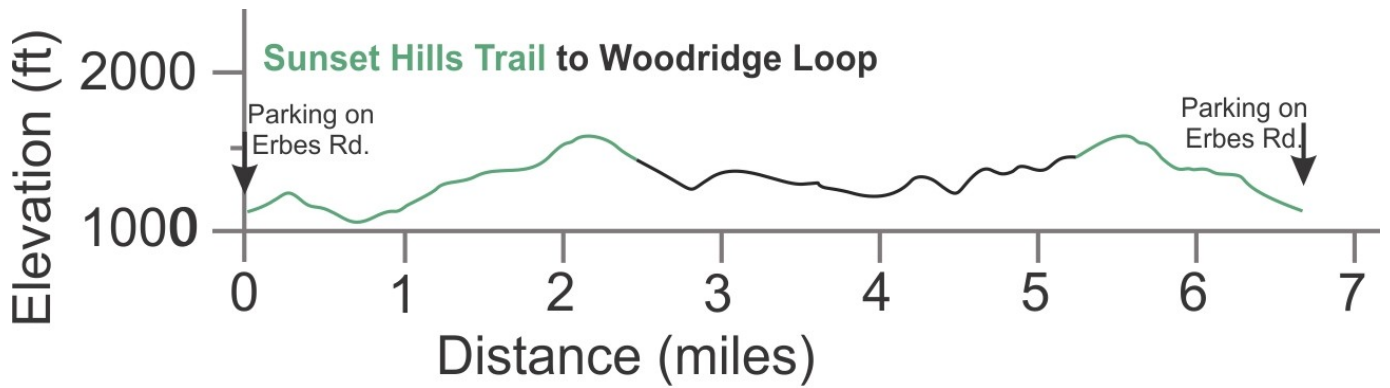 Elevation (ft)
2000
Sunset Hills Trail to Woodridge Loop
Parking on
Erbes Rd.
Parking on
Erbes Rd.
1000
0 1 2 3 4 5 6 7
Distance (miles)